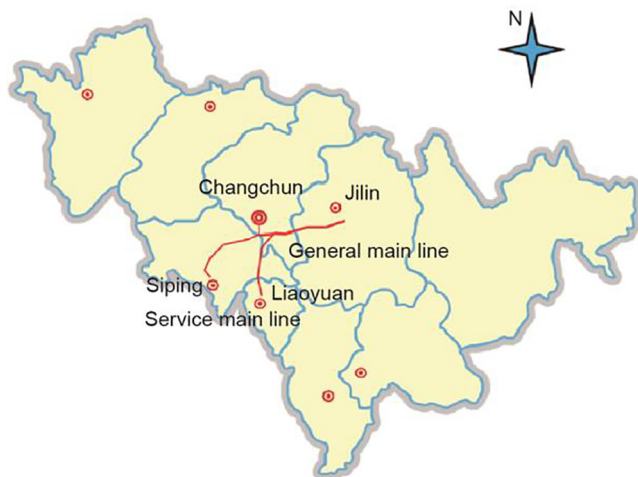 N
Changchun
Jilin
General main line
Siping
Liaoyuan
Service main line